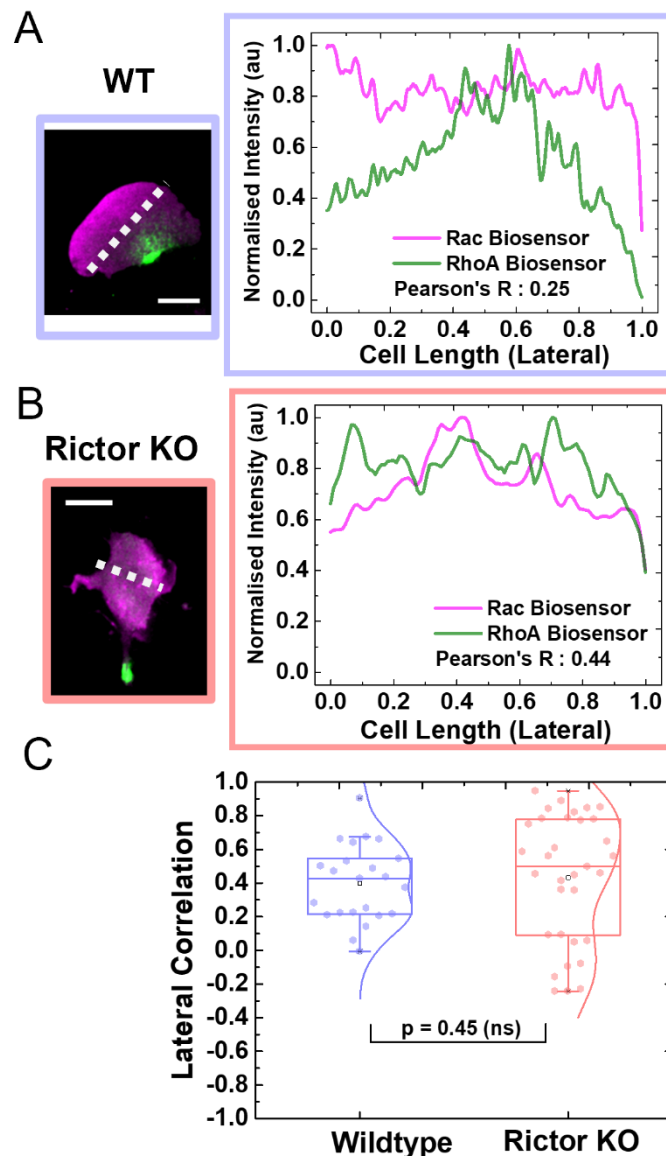 A
WT
Normalised Intensity (au)
1.0
0.8
0.6
0.4
0.2
0.0
Rac Biosensor
RhoA Biosensor
Pearson's R : 0.25
0.0 0.2 0.4 0.6 0.8 1.0
Cell Length (Lateral)
B
Rictor KO
Normalised Intensity (au)
1.0
0.8
0.6
0.4
0.2
0.0
Rac Biosensor
RhoA Biosensor
Pearson's R : 0.44
0.0 0.2 0.4 0.6 0.8 1.0
Cell Length (Lateral)
C
Lateral Correlation
1.0
0.8
0.6
0.4
0.2
0.0
-0.2
-0.4
-0.6
-0.8
-1.0
p = 0.45 (ns)
Wildtype Rictor KO